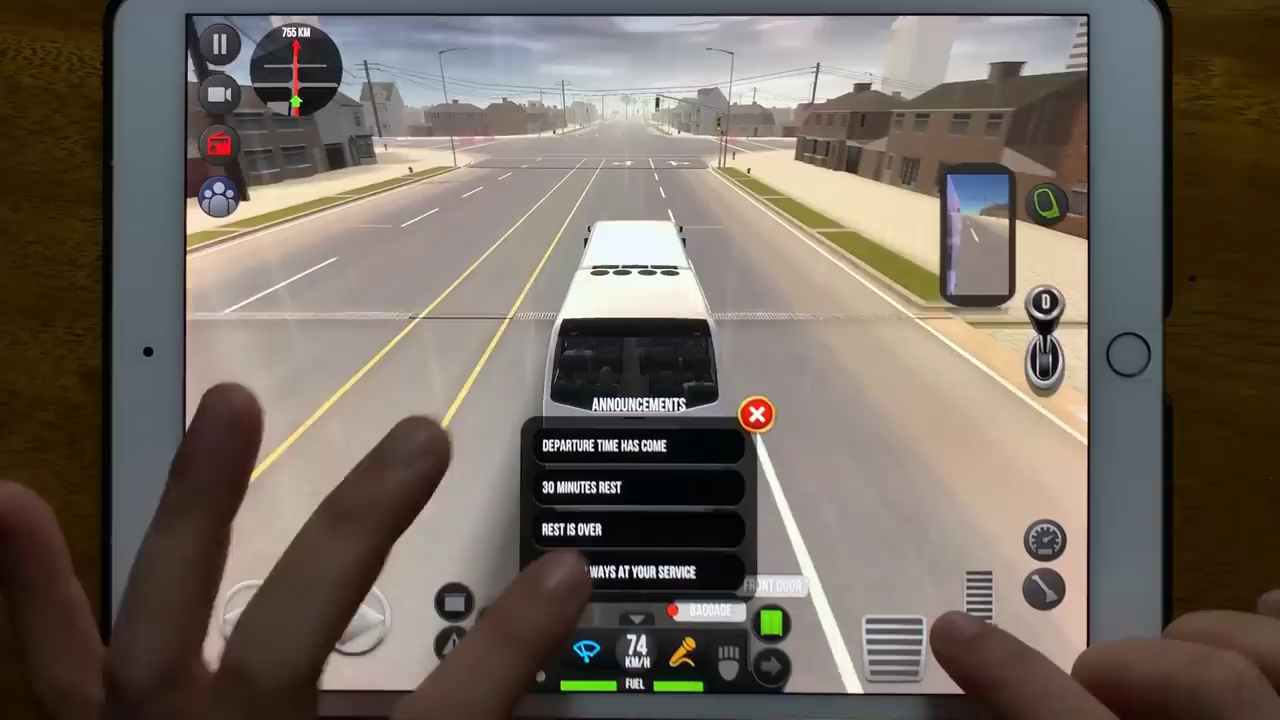 755 KM
D
ANNOUNCEMENTS
DEPARTURE TIME HAS COME
30 MINUTES REST
REST IS OVER
WAYS AT YOUR SERVICE
FRONT DOOR
BAGGAGE
74
KM/H
FUEL